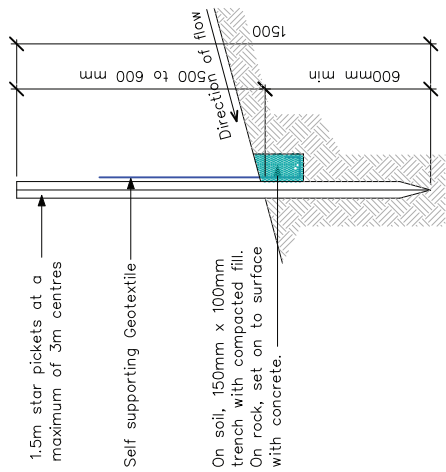 1500
500 to 600 mm
600mm min
Direction of flow
1.5m star pickets at a
maximum of 3m centres
Self supporting Geotextile
On soil, 150mm x 100mm
trench with compacted fill.
On rock, set on to surface
with concrete.